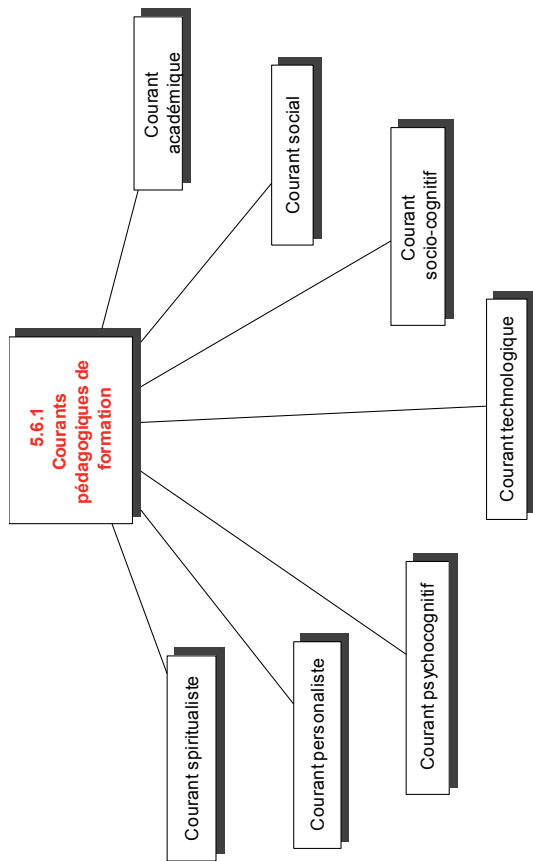 5.6.1
Courants
pédagogiques de
formation
Courant spiritualiste
Courant personaliste
Courant psychocognitif
Courant technologique
Courant
socio-cognitif
Courant social
Courant
académique